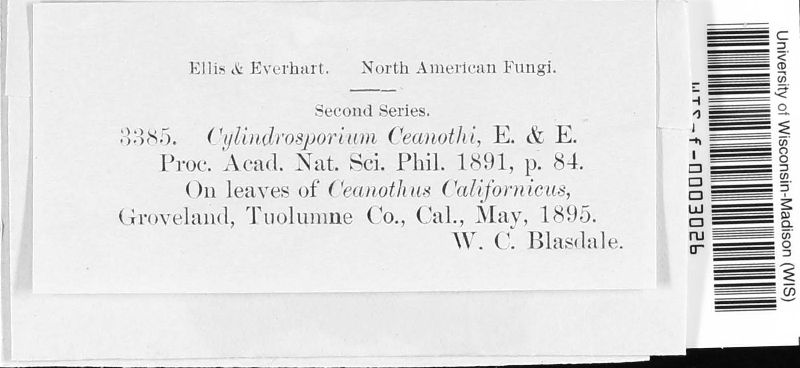 Ellis & Everhart. North American Fungi.
Second Series.
3385. Cylindrosporium Ceanothi, E. & E.
Proc. Acad. Nat. Sci. Phil. 1891, p. 84.
On leaves of Ceanothus Californicus,
Groveland, Tuolumne Co., Cal., May, 1895.
W. C. Blasdale.
University of Wisconsin-Madison (WIS)
WIS-f-0003026